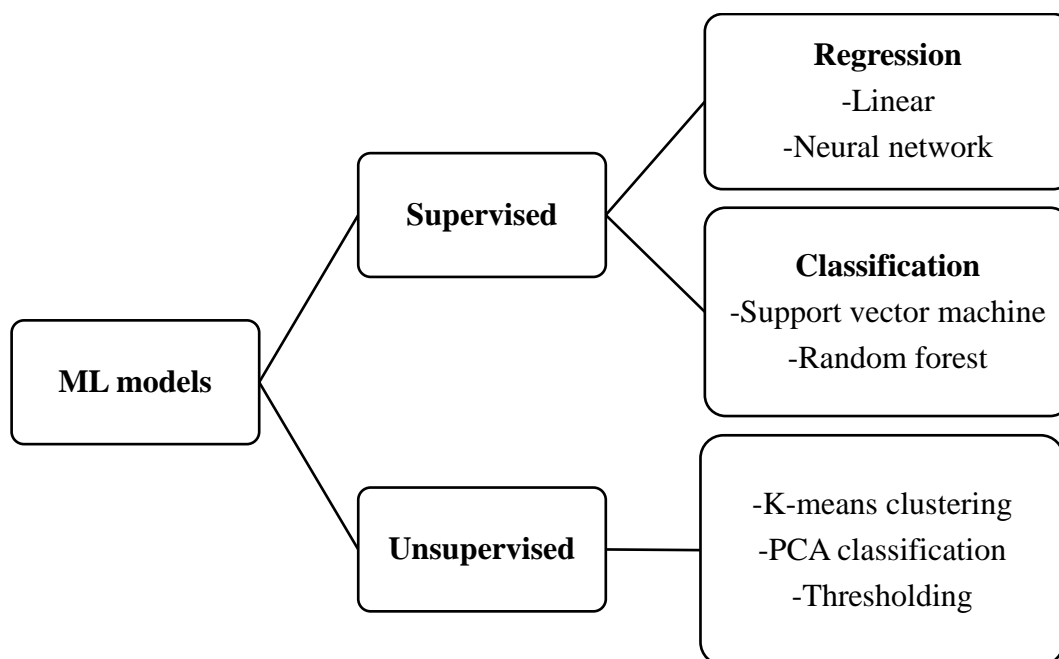 Regression
-Linear
-Neural network
Supervised
Classification
-Support vector machine
-Random forest
ML models
Unsupervised
-K-means clustering
-PCA classification
-Thresholding